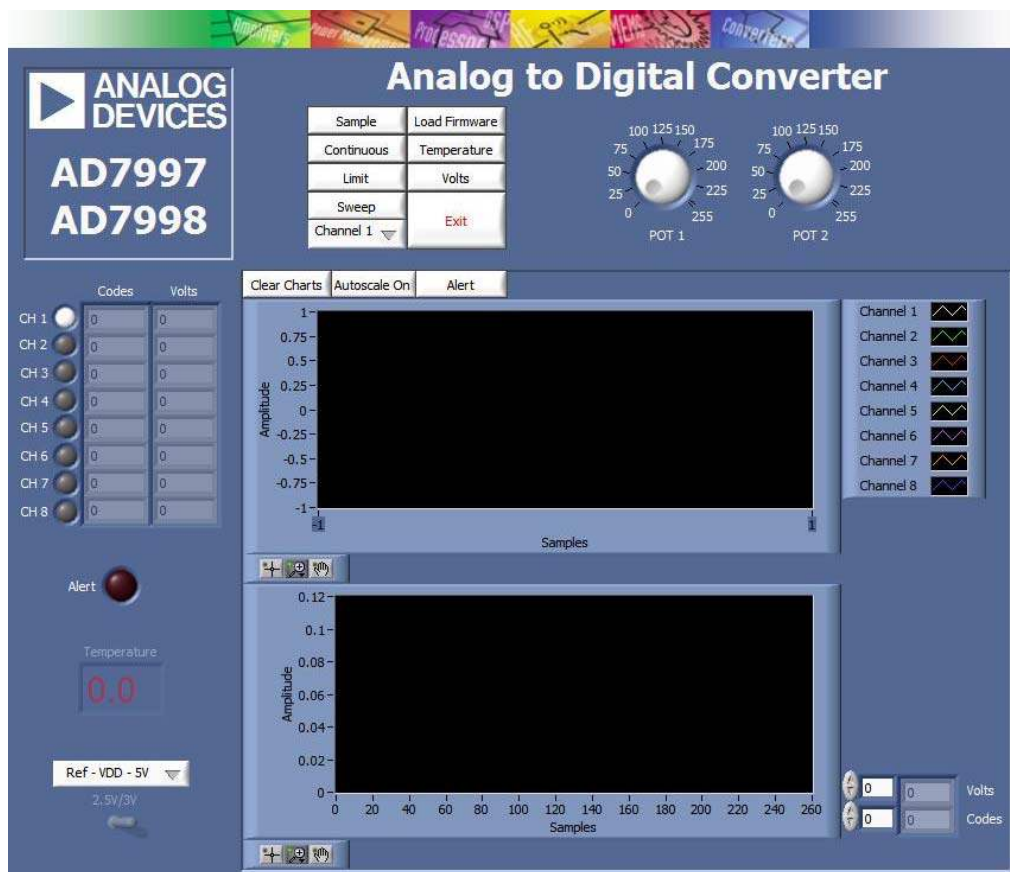 Amplifiers Power Management Processors DSP MEMS Converters
ANALOG
DEVICES
AD7997
AD7998
Analog to Digital Converter
Sample Load Firmware
Continuous Temperature
Limit Volts
Sweep
Channel 1
Exit
0 25 50 75 100 125 150 175 200 225 255
POT 1
0 25 50 75 100 125 150 175 200 225 255
POT 2
Codes Volts
CH 1 0 0
CH 2 0 0
CH 3 0 0
CH 4 0 0
CH 5 0 0
CH 6 0 0
CH 7 0 0
CH 8 0 0
Alert
Temperature
0.0
Ref - VDD - 5V
2.5V/3V
Clear Charts Autoscale On Alert
1
0.75
0.5
0.25
0
-0.25
-0.5
-0.75
-1
Amplitude
-1 1
Samples
Channel 1
Channel 2
Channel 3
Channel 4
Channel 5
Channel 6
Channel 7
Channel 8
0.12
0.1
0.08
0.06
0.04
0.02
0
Amplitude
0 20 40 60 80 100 120 140 160 180 200 220 240 260
Samples
0 0 Volts
0 0 Codes